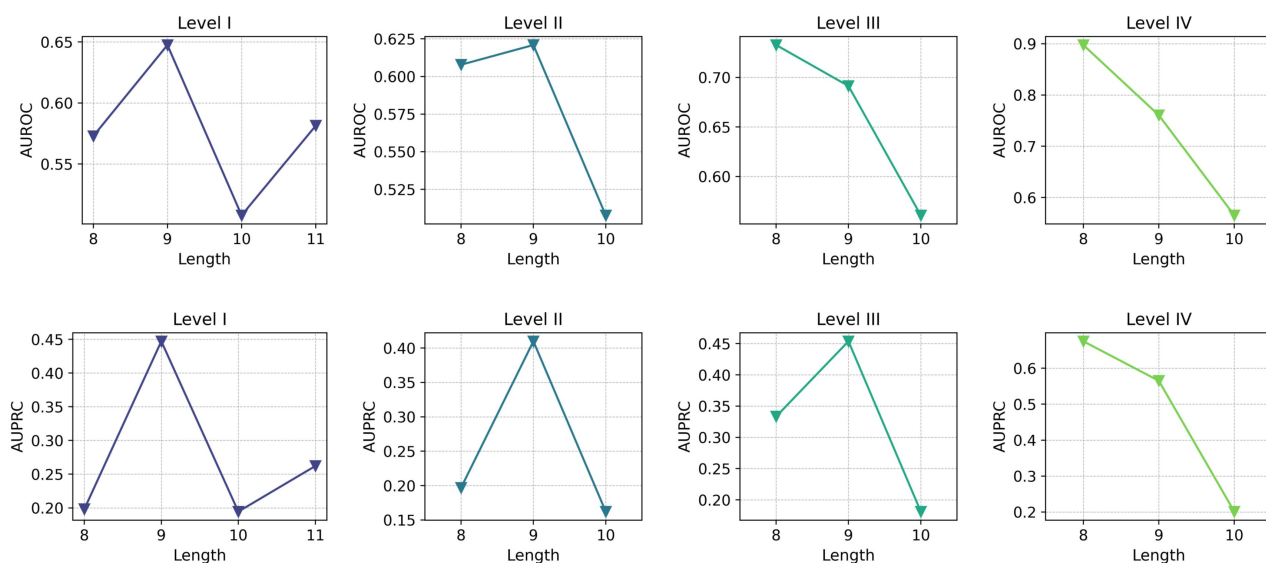 Level I
0.65
0.60
0.55
AUROC
8 9 10 11
Length
Level II
0.625
0.600
0.575
0.550
0.525
AUROC
8 9 10
Length
Level III
0.70
0.65
0.60
AUROC
8 9 10
Length
Level IV
0.9
0.8
0.7
0.6
AUROC
8 9 10
Length
Level I
0.45
0.40
0.35
0.30
0.25
0.20
AUPRC
8 9 10 11
Length
Level II
0.40
0.35
0.30
0.25
0.20
0.15
AUPRC
8 9 10
Length
Level III
0.45
0.40
0.35
0.30
0.25
0.20
AUPRC
8 9 10
Length
Level IV
0.6
0.5
0.4
0.3
0.2
AUPRC
8 9 10
Length